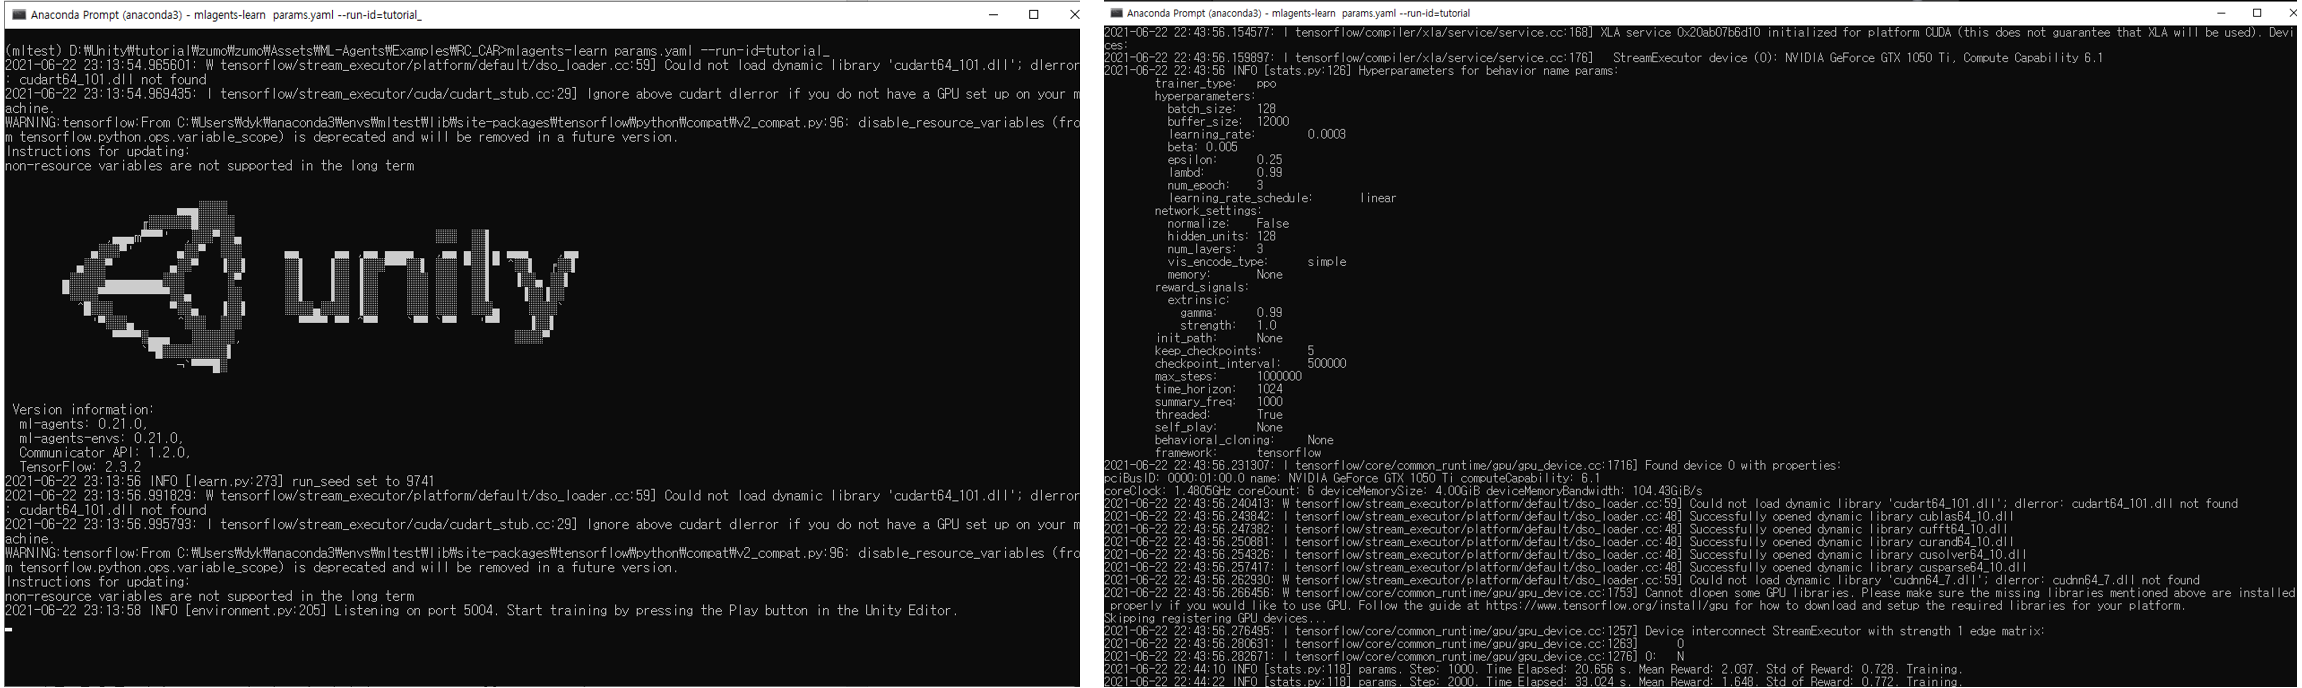 Anaconda Prompt (anaconda3) - mlagents-learn  params.yaml --run-id=tutorial_
(mltest) D:₩Unity₩tutorial₩zumo₩zumo₩Assets₩ML-Agents₩Examples₩RC_CAR>mlagents-learn params.yaml --run-id=tutorial_
2021-06-22 23:13:54.965601: W tensorflow/stream_executor/platform/default/dso_loader.cc:59] Could not load dynamic library 'cudart64_101.dll'; dlerror
: cudart64_101.dll not found
2021-06-22 23:13:54.969435: I tensorflow/stream_executor/cuda/cudart_stub.cc:29] Ignore above cudart dlerror if you do not have a GPU set up on your m
achine.
WARNING:tensorflow:From C:₩Users₩dyk₩anaconda3₩envs₩mltest₩lib₩site-packages₩tensorflow₩python₩compat₩v2_compat.py:96: disable_resource_variables (fro
m tensorflow.python.ops.variable_scope) is deprecated and will be removed in a future version.
Instructions for updating:
non-resource variables are not supported in the long term
unity
Version information:
ml-agents: 0.21.0,
ml-agents-envs: 0.21.0,
Communicator API: 1.2.0,
TensorFlow: 2.3.2
2021-06-22 23:13:56 INFO [learn.py:273] run_seed set to 9741
2021-06-22 23:13:56.991829: W tensorflow/stream_executor/platform/default/dso_loader.cc:59] Could not load dynamic library 'cudart64_101.dll'; dlerror
: cudart64_101.dll not found
2021-06-22 23:13:56.995793: I tensorflow/stream_executor/cuda/cudart_stub.cc:29] Ignore above cudart dlerror if you do not have a GPU set up on your m
achine.
WARNING:tensorflow:From C:₩Users₩dyk₩anaconda3₩envs₩mltest₩lib₩site-packages₩tensorflow₩python₩compat₩v2_compat.py:96: disable_resource_variables (fro
m tensorflow.python.ops.variable_scope) is deprecated and will be removed in a future version.
Instructions for updating:
non-resource variables are not supported in the long term
2021-06-22 23:13:58 INFO [environment.py:205] Listening on port 5004. Start training by pressing the Play button in the Unity Editor.
Anaconda Prompt (anaconda3) - mlagents-learn  params.yaml --run-id=tutorial
2021-06-22 22:43:56.154577: I tensorflow/compiler/xla/service/service.cc:168] XLA service 0x20ab07b6d10 initialized for platform CUDA (this does not guarantee that XLA will be used). Devi
ces:
2021-06-22 22:43:56.159897: I tensorflow/compiler/xla/service/service.cc:176]   StreamExecutor device (0): NVIDIA GeForce GTX 1050 Ti, Compute Capability 6.1
2021-06-22 22:43:56 INFO [stats.py:126] Hyperparameters for behavior name params:
trainer_type:   ppo
hyperparameters:
batch_size:   128
buffer_size:  12000
learning_rate:        0.0003
beta: 0.005
epsilon:      0.25
lambd:        0.99
num_epoch:    3
learning_rate_schedule:       linear
network_settings:
normalize:    False
hidden_units: 128
num_layers:   3
vis_encode_type:      simple
memory:       None
reward_signals:
extrinsic:
gamma:      0.99
strength:   1.0
init_path:      None
keep_checkpoints:       5
checkpoint_interval:    500000
max_steps:      1000000
time_horizon:   1024
summary_freq:   1000
threaded:       True
self_play:      None
behavioral_cloning:     None
framework:      tensorflow
2021-06-22 22:43:56.231307: I tensorflow/core/common_runtime/gpu/gpu_device.cc:1716] Found device 0 with properties:
pciBusID: 0000:01:00.0 name: NVIDIA GeForce GTX 1050 Ti computeCapability: 6.1
coreClock: 1.4805GHz coreCount: 6 deviceMemorySize: 4.00GiB deviceMemoryBandwidth: 104.43GiB/s
2021-06-22 22:43:56.240413: W tensorflow/stream_executor/platform/default/dso_loader.cc:59] Could not load dynamic library 'cudart64_101.dll'; dlerror: cudart64_101.dll not found
2021-06-22 22:43:56.243842: I tensorflow/stream_executor/platform/default/dso_loader.cc:48] Successfully opened dynamic library cublas64_10.dll
2021-06-22 22:43:56.247382: I tensorflow/stream_executor/platform/default/dso_loader.cc:48] Successfully opened dynamic library cufft64_10.dll
2021-06-22 22:43:56.250881: I tensorflow/stream_executor/platform/default/dso_loader.cc:48] Successfully opened dynamic library curand64_10.dll
2021-06-22 22:43:56.254326: I tensorflow/stream_executor/platform/default/dso_loader.cc:48] Successfully opened dynamic library cusolver64_10.dll
2021-06-22 22:43:56.257417: I tensorflow/stream_executor/platform/default/dso_loader.cc:48] Successfully opened dynamic library cusparse64_10.dll
2021-06-22 22:43:56.262930: W tensorflow/stream_executor/platform/default/dso_loader.cc:59] Could not load dynamic library 'cudnn64_7.dll'; dlerror: cudnn64_7.dll not found
2021-06-22 22:43:56.266456: W tensorflow/core/common_runtime/gpu/gpu_device.cc:1753] Cannot dlopen some GPU libraries. Please make sure the missing libraries mentioned above are installed
properly if you would like to use GPU. Follow the guide at https://www.tensorflow.org/install/gpu for how to download and setup the required libraries for your platform.
Skipping registering GPU devices...
2021-06-22 22:43:56.276495: I tensorflow/core/common_runtime/gpu/gpu_device.cc:1257] Device interconnect StreamExecutor with strength 1 edge matrix:
2021-06-22 22:43:56.280631: I tensorflow/core/common_runtime/gpu/gpu_device.cc:1263]      0
2021-06-22 22:43:56.282671: I tensorflow/core/common_runtime/gpu/gpu_device.cc:1276] 0:   N
2021-06-22 22:44:10 INFO [stats.py:118] params. Step: 1000. Time Elapsed: 20.656 s. Mean Reward: 2.037. Std of Reward: 0.728. Training.
2021-06-22 22:44:22 INFO [stats.py:118] params. Step: 2000. Time Elapsed: 33.024 s. Mean Reward: 1.648. Std of Reward: 0.772. Training.